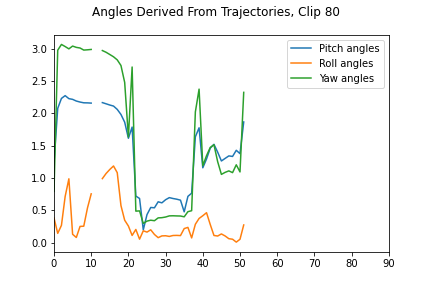 Angles Derived From Trajectories, Clip 80
Pitch angles
Roll angles
Yaw angles
3.0
2.5
2.0
1.5
1.0
0.5
0.0
0 10 20 30 40 50 60 70 80 90